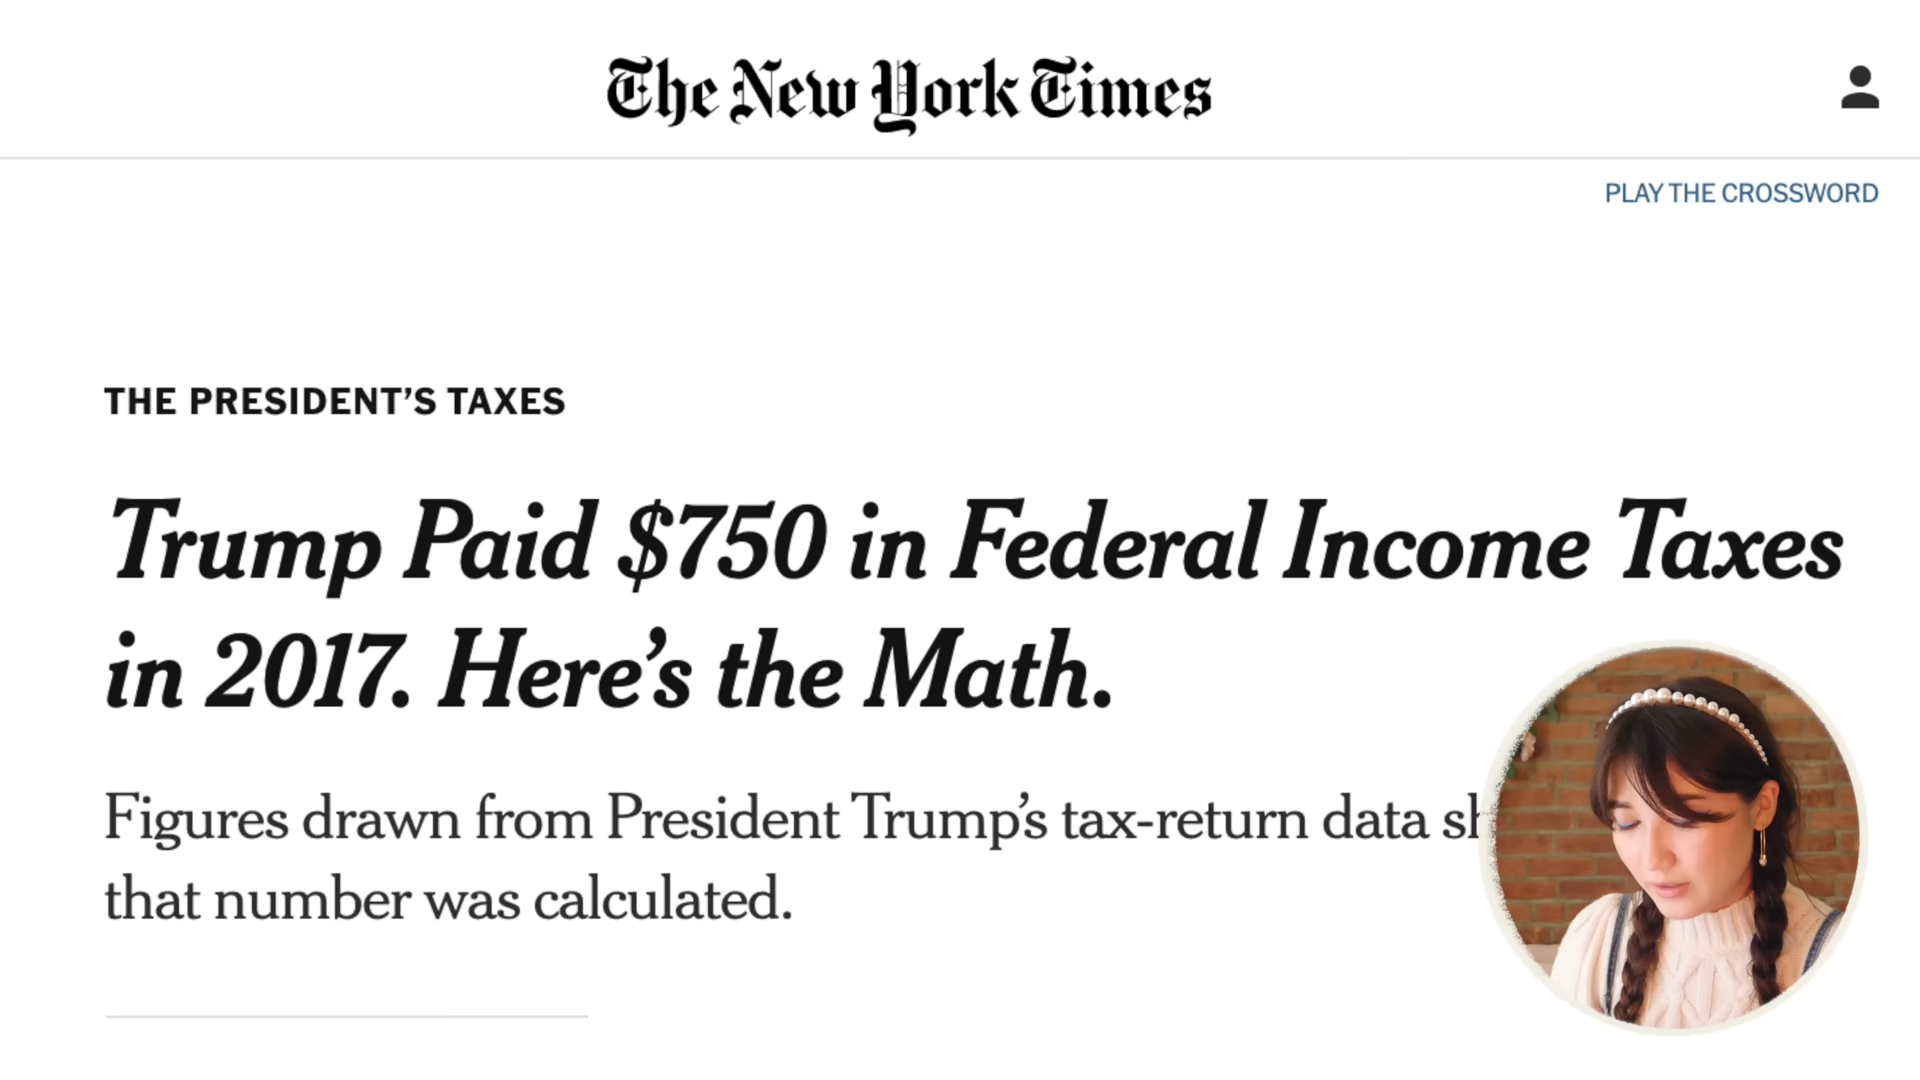 The New York Times
PLAY THE CROSSWORD
THE PRESIDENT’S TAXES
Trump Paid $750 in Federal Income Taxes
in 2017. Here’s the Math.
Figures drawn from President Trump’s tax-return data
that number was calculated.